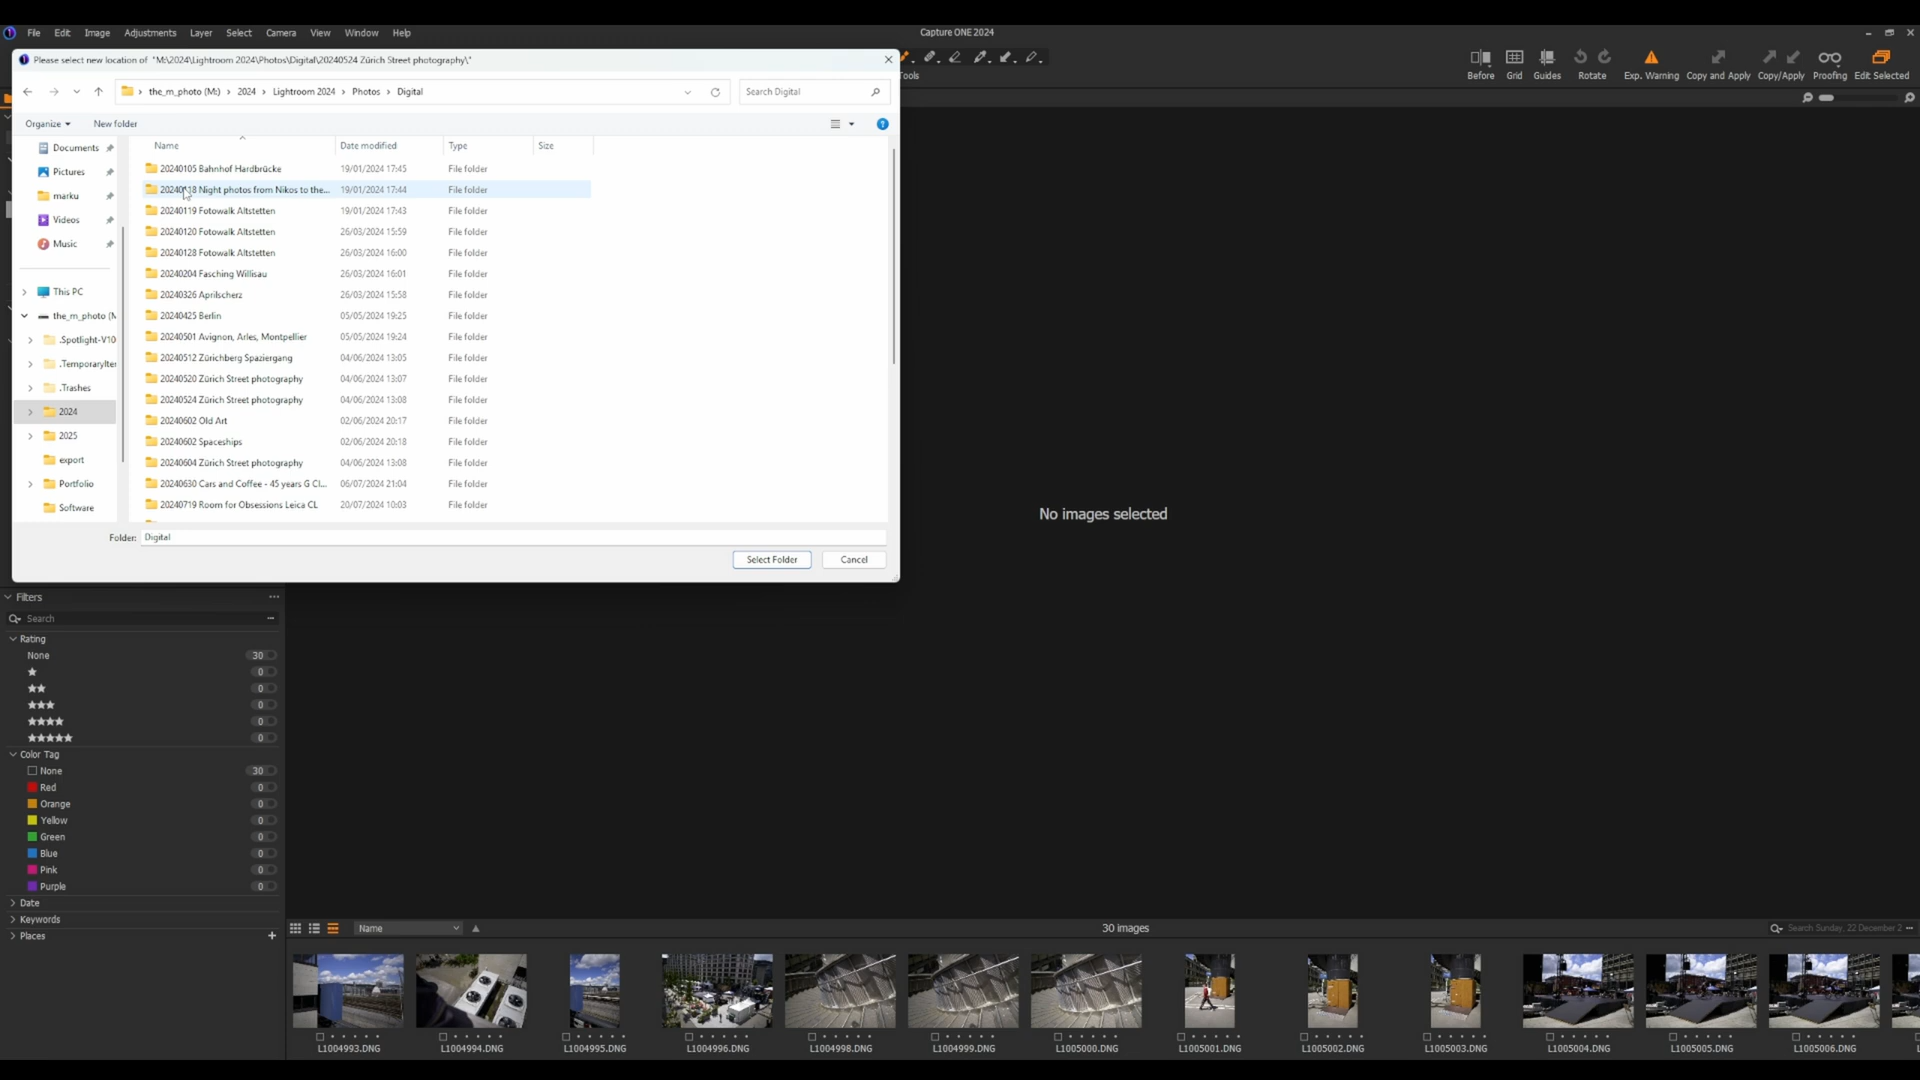 File Edit Image Adjustments Layer Select Camera View Window Help
Capture ONE 2024
Please select new location of "M:\2024\Lightroom 2024\Photos\Digital\20240524 Zürich Street photography\"
Tools
Before Grid Guides Rotate Exp. Warning Copy and Apply Copy/Apply Proofing Edit Selected
the_m_photo (M:) › 2024 › Lightroom 2024 › Photos › Digital
Search Digital
Organize
New folder
Documents
Pictures
marku
Videos
Music
This PC
the_m_photo (M
.Spotlight-V10
.TemporaryIter
.Trashes
2024
2025
export
Portfolio
Software
Name Date modified Type Size
20240105 Bahnhof Hardbrücke 19/01/2024 17:45 File folder
20240118 Night photos from Nikos to the... 19/01/2024 17:44 File folder
20240119 Fotowalk Altstetten 19/01/2024 17:43 File folder
20240120 Fotowalk Altstetten 26/03/2024 15:59 File folder
20240128 Fotowalk Altstetten 26/03/2024 16:00 File folder
20240204 Fasching Willisau 26/03/2024 16:01 File folder
20240326 Aprilscherz 26/03/2024 15:58 File folder
20240425 Berlin 05/05/2024 19:25 File folder
20240501 Avignon, Arles, Montpellier 05/05/2024 19:24 File folder
20240512 Zürichberg Spaziergang 04/06/2024 13:05 File folder
20240520 Zürich Street photography 04/06/2024 13:07 File folder
20240524 Zürich Street photography 04/06/2024 13:08 File folder
20240602 Old Art 02/06/2024 20:17 File folder
20240602 Spaceships 02/06/2024 20:18 File folder
20240604 Zürich Street photography 04/06/2024 13:08 File folder
20240630 Cars and Coffee - 45 years G Cl... 06/07/2024 21:04 File folder
20240719 Room for Obsessions Leica CL 20/07/2024 10:03 File folder
Folder: Digital
Select Folder Cancel
No images selected
Filters
Search
Rating
None 30
★ 0
★★ 0
★★★ 0
★★★★ 0
★★★★★ 0
Color Tag
None 30
Red 0
Orange 0
Yellow 0
Green 0
Blue 0
Pink 0
Purple 0
Date
Keywords
Places
Name
30 images
Search Sunday, 22 December 2
L1004993.DNG L1004994.DNG L1004995.DNG L1004996.DNG L1004998.DNG L1004999.DNG L1005000.DNG L1005001.DNG L1005002.DNG L1005003.DNG L1005004.DNG L1005005.DNG L1005006.DNG